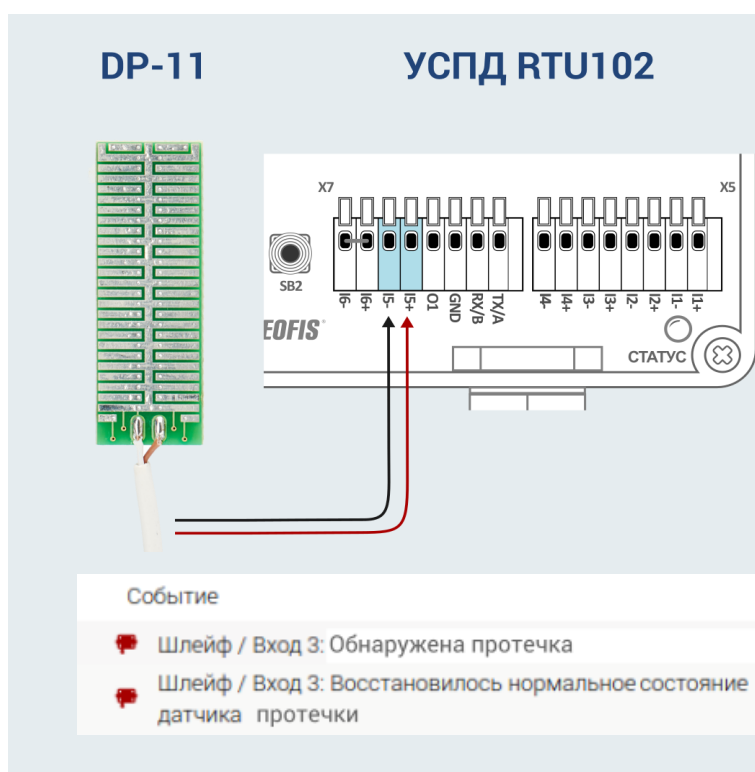 DP-11
УСПД RTU102
X7
X5
SB2
I6-
I6+
I5-
I5+
O1
GND
RX/B
TX/A
I4-
I4+
I3-
I3+
I2-
I2+
I1-
I1+
EOFIS
СТАТУС
Событие
Шлейф / Вход 3: Обнаружена протечка
Шлейф / Вход 3: Восстановилось нормальное состояние
датчика протечки